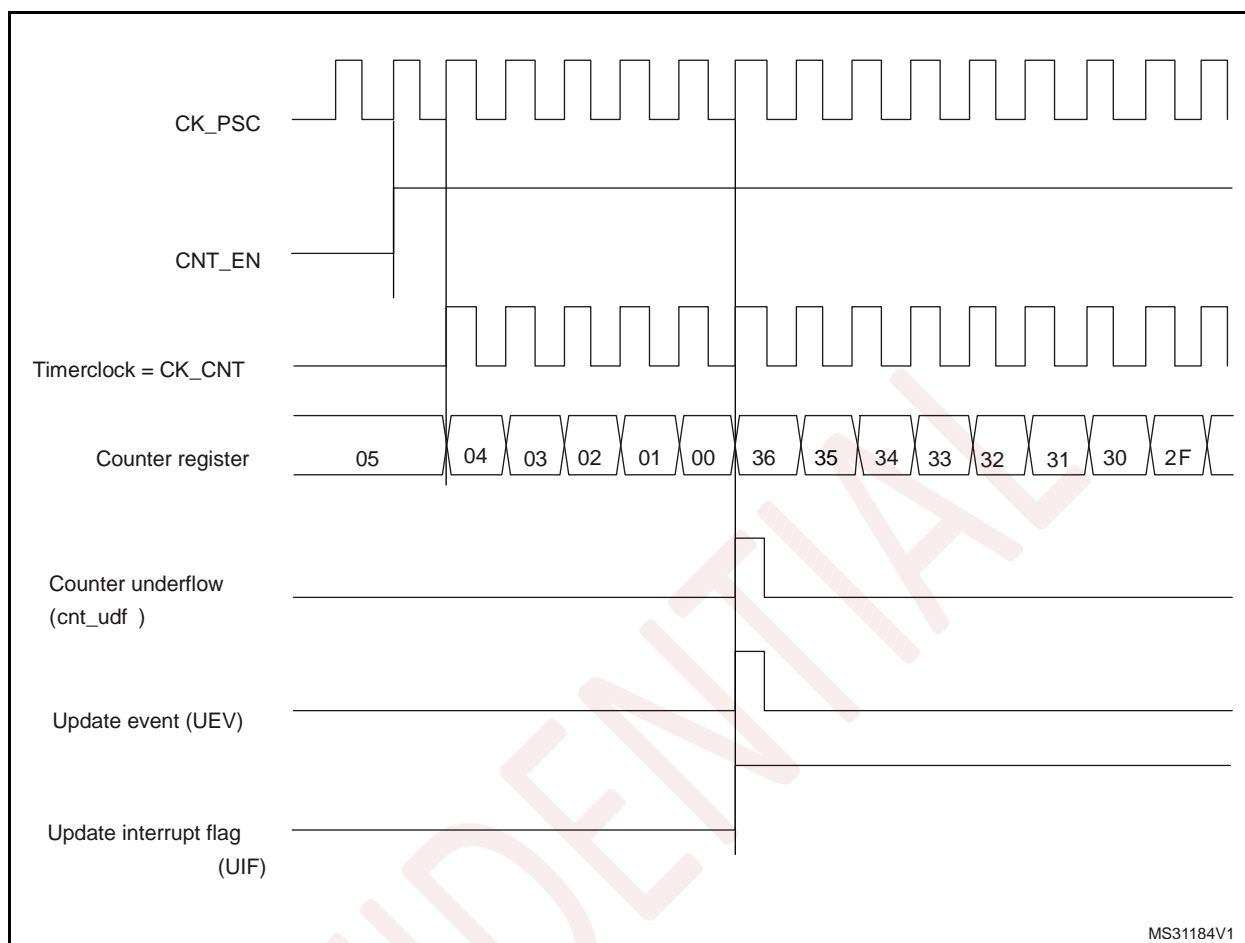 CK_PSC
CNT_EN
Timerclock = CK_CNT
Counter register 05 04 03 02 01 00 36 35 34 33 32 31 30 2F
Counter underflow
(cnt_udf )
Update event (UEV)
Update interrupt flag
(UIF)
MS31184V1